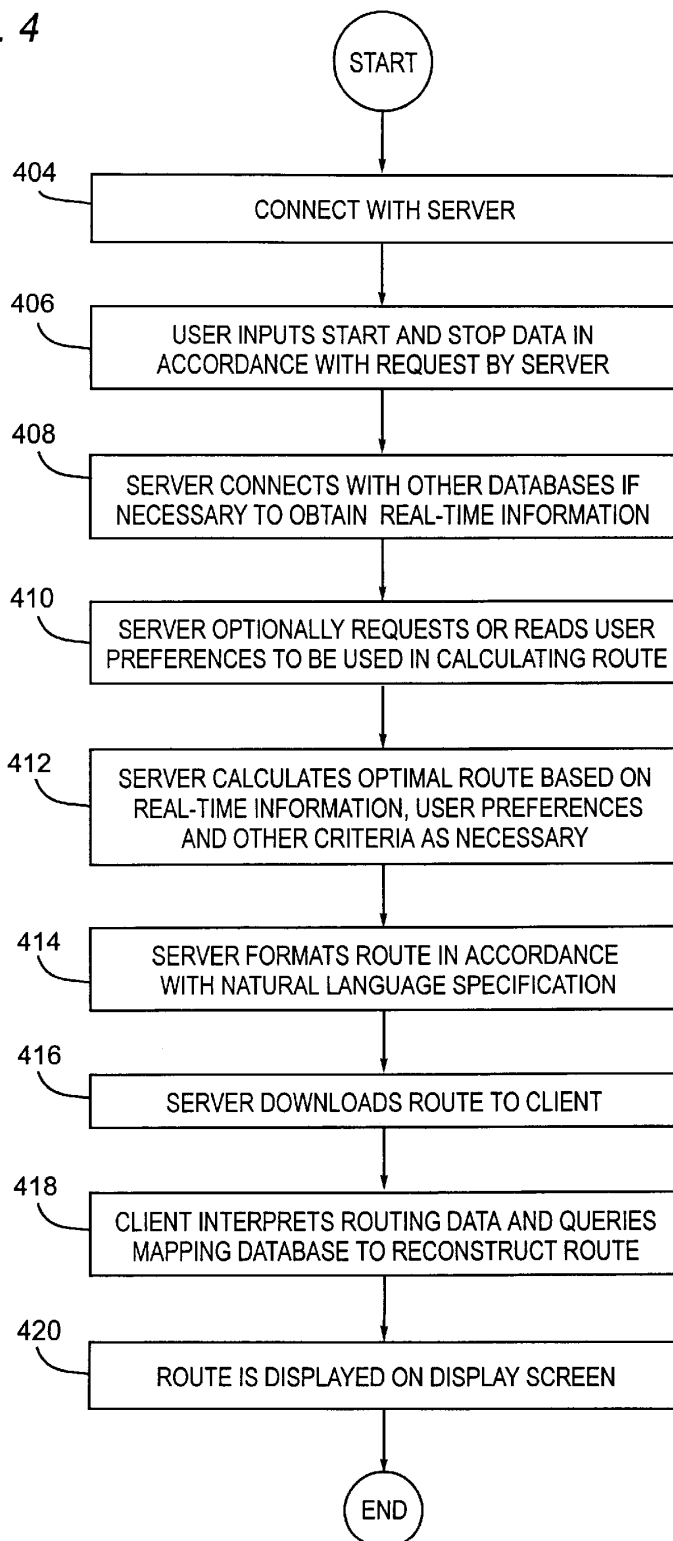 . 4
START
404
CONNECT WITH SERVER
406
USER INPUTS START AND STOP DATA IN
ACCORDANCE WITH REQUEST BY SERVER
408
SERVER CONNECTS WITH OTHER DATABASES IF
NECESSARY TO OBTAIN REAL-TIME INFORMATION
410
SERVER OPTIONALLY REQUESTS OR READS USER
PREFERENCES TO BE USED IN CALCULATING ROUTE
412
SERVER CALCULATES OPTIMAL ROUTE BASED ON
REAL-TIME INFORMATION, USER PREFERENCES
AND OTHER CRITERIA AS NECESSARY
414
SERVER FORMATS ROUTE IN ACCORDANCE
WITH NATURAL LANGUAGE SPECIFICATION
416
SERVER DOWNLOADS ROUTE TO CLIENT
418
CLIENT INTERPRETS ROUTING DATA AND QUERIES
MAPPING DATABASE TO RECONSTRUCT ROUTE
420
ROUTE IS DISPLAYED ON DISPLAY SCREEN
END